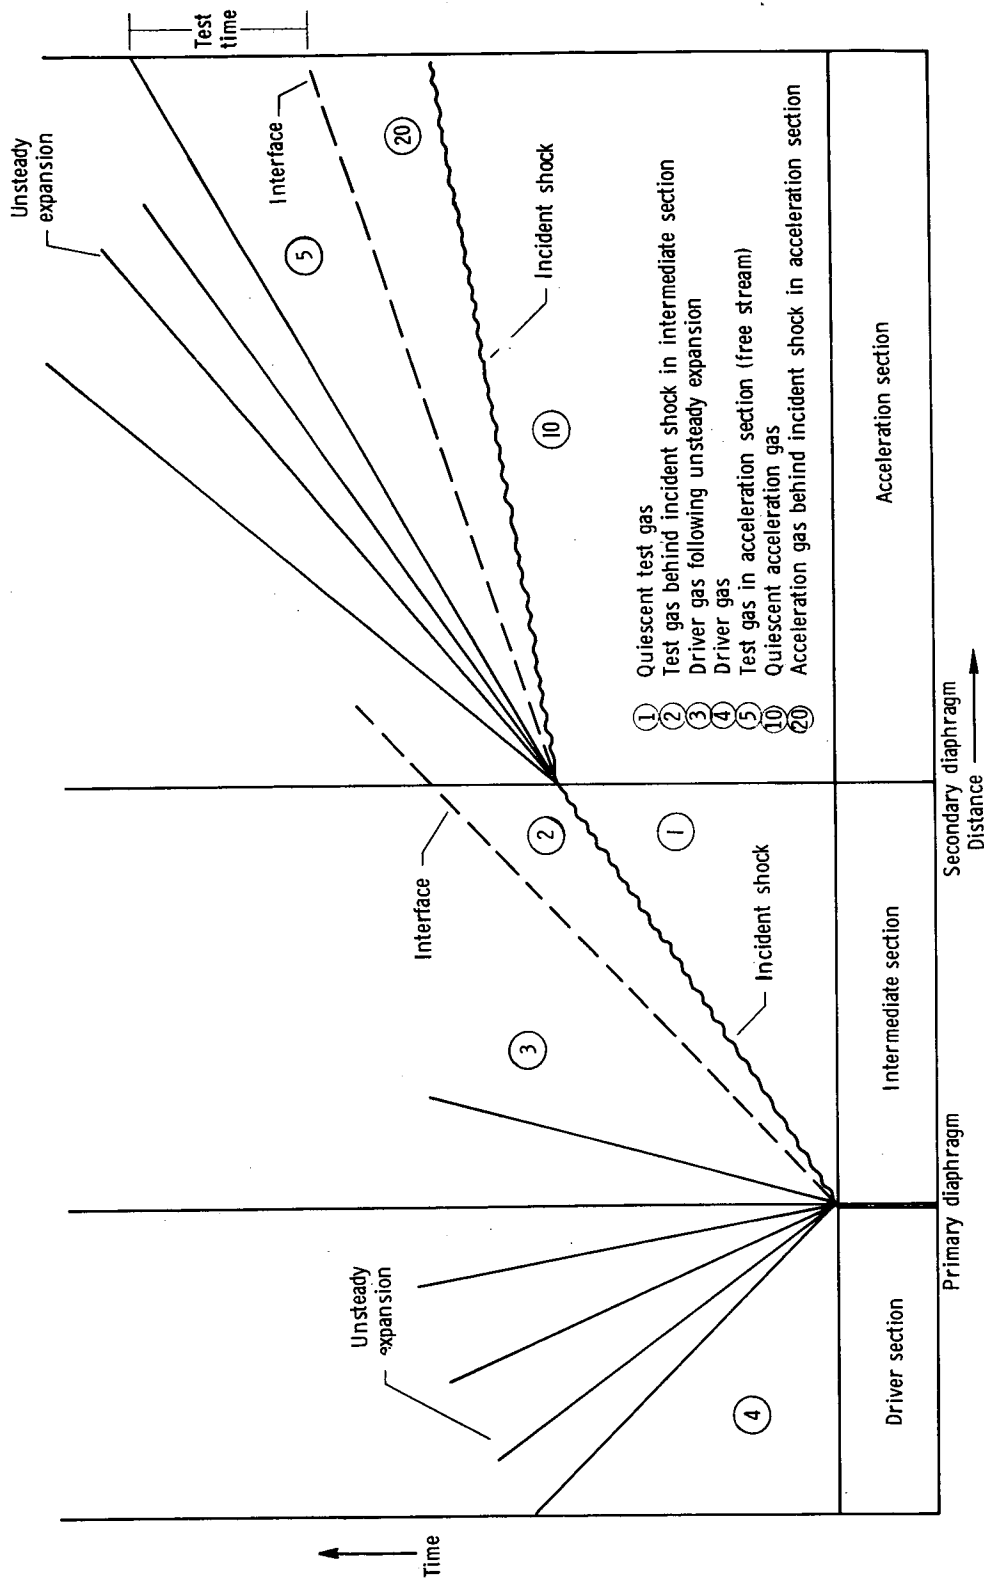 Test
time
Unsteady
expansion
Interface
20
5
Incident shock
10
Interface
2
1
3
Incident shock
Unsteady
expansion
4
1 Quiescent test gas
2 Test gas behind incident shock in intermediate section
3 Driver gas following unsteady expansion
4 Driver gas
5 Test gas in acceleration section (free stream)
10 Quiescent acceleration gas
20 Acceleration gas behind incident shock in acceleration section
Time
Driver section
Intermediate section
Acceleration section
Primary diaphragm
Secondary diaphragm
Distance